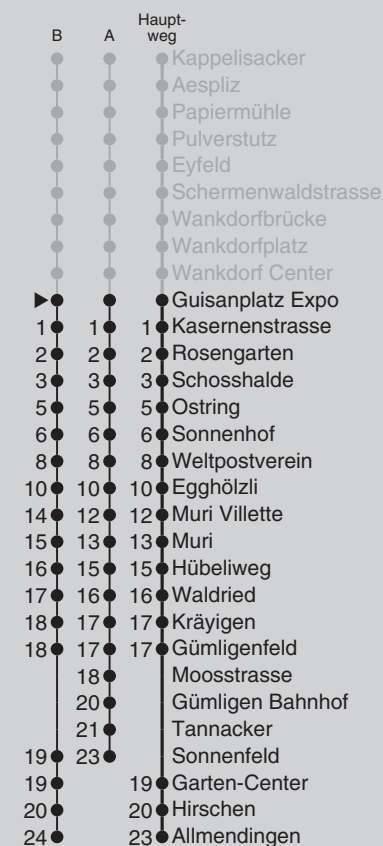 Haupt-
B A weg
Kappelisacker
Aespliz
Papiermühle
Pulverstutz
Eyfeld
Schermenwaldstrasse
Wankdorfbrücke
Wankdorfplatz
Wankdorf Center
Guisanplatz Expo
1 1 1 Kasernenstrasse
2 2 2 Rosengarten
3 3 3 Schosshalde
5 5 5 Ostring
6 6 6 Sonnenhof
8 8 8 Weltpostverein
10 10 10 Egghölzli
14 12 12 Muri Villette
15 13 13 Muri
16 15 15 Hübeliweg
17 16 16 Waldried
18 17 17 Kräyigen
18 17 17 Gümligenfeld
18 Moosstrasse
20 Gümligen Bahnhof
21 Tannacker
19 23 Sonnenfeld
19 19 Garten-Center
20 20 Hirschen
24 23 Allmendingen